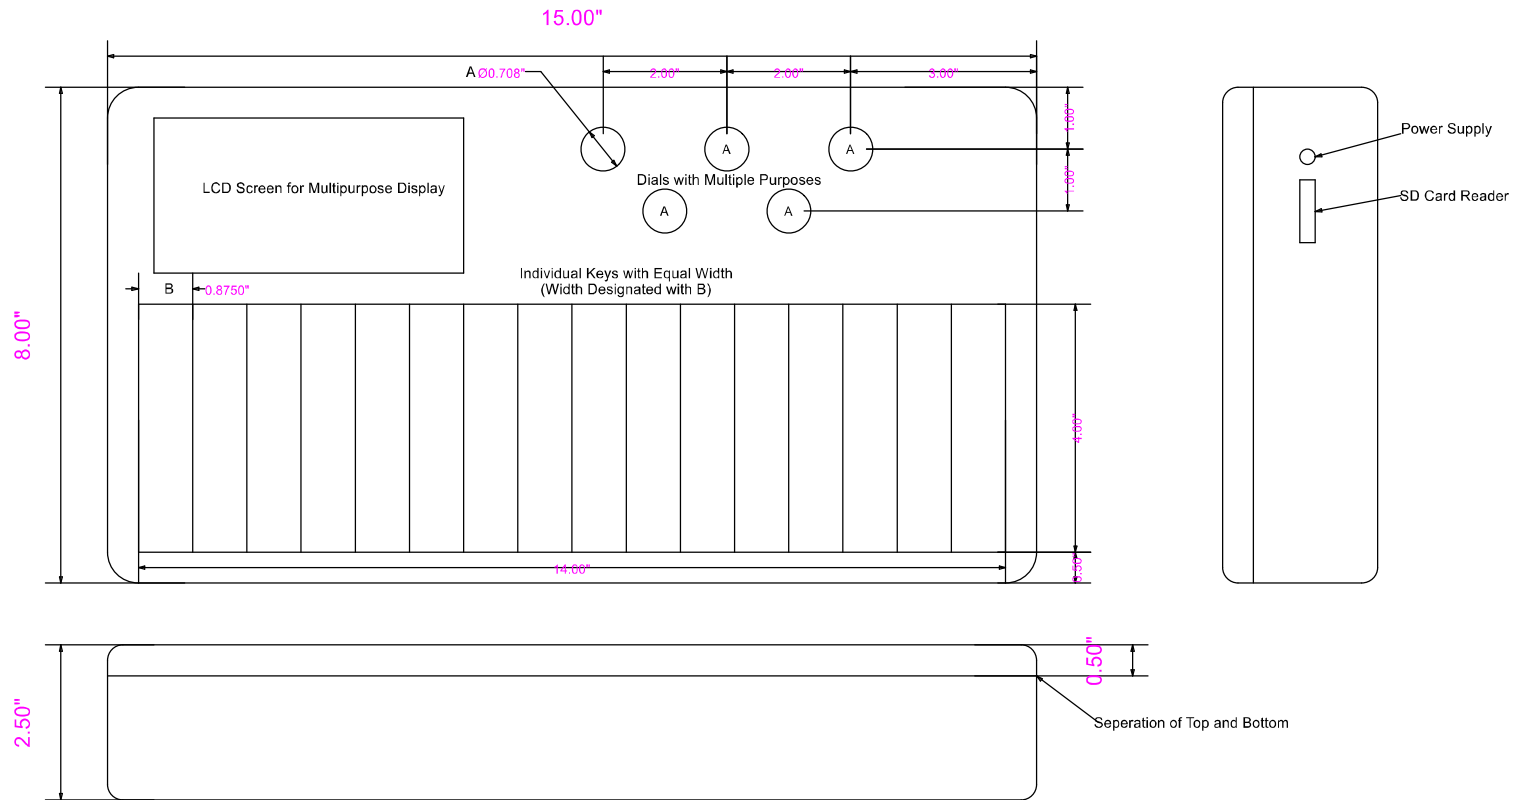 15.00"
A Ø0.708"
2.00"
2.00"
3.00"
1.00"
Power Supply
A
A
LCD Screen for Multipurpose Display
Dials with Multiple Purposes
1.00"
SD Card Reader
A
A
Individual Keys with Equal Width
(Width Designated with B)
B
0.8750"
8.00"
4.00"
14.00"
0.50"
0.50"
2.50"
Seperation of Top and Bottom